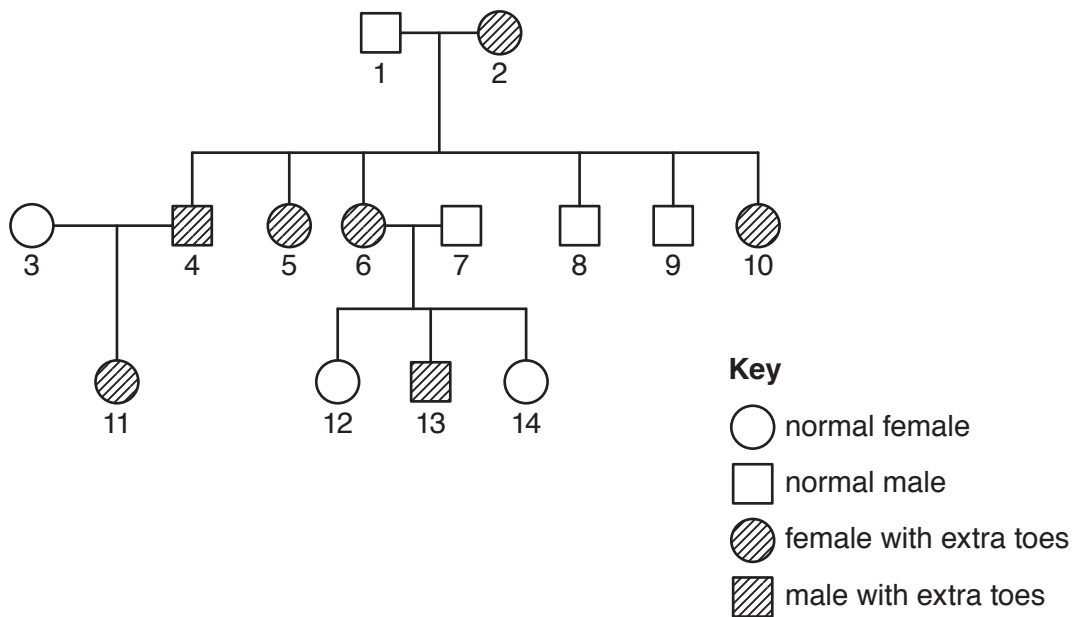 1 2
3 4 5 6 7 8 9 10
11 12 13 14
Key
normal female
normal male
female with extra toes
male with extra toes